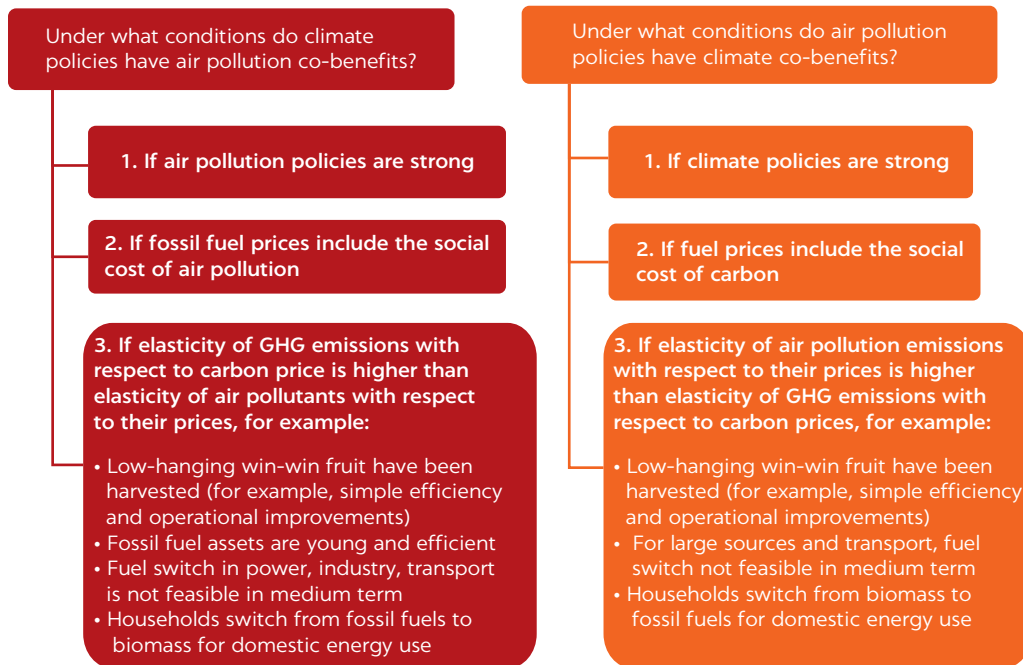 Under what conditions do climate
policies have air pollution co-benefits?
1. If air pollution policies are strong
2. If fossil fuel prices include the social
cost of air pollution
3. If elasticity of GHG emissions with
respect to carbon price is higher than
elasticity of air pollutants with respect
to their prices, for example:
• Low-hanging win-win fruit have been
harvested (for example, simple efficiency
and operational improvements)
• Fossil fuel assets are young and efficient
• Fuel switch in power, industry, transport
is not feasible in medium term
• Households switch from fossil fuels to
biomass for domestic energy use
Under what conditions do air pollution
policies have climate co-benefits?
1. If climate policies are strong
2. If fuel prices include the social
cost of carbon
3. If elasticity of air pollution emissions
with respect to their prices is higher
than elasticity of GHG emissions with
respect to carbon prices, for example:
• Low-hanging win-win fruit have been
harvested (for example, simple efficiency
and operational improvements)
• For large sources and transport, fuel
switch not feasible in medium term
• Households switch from biomass to
fossil fuels for domestic energy use